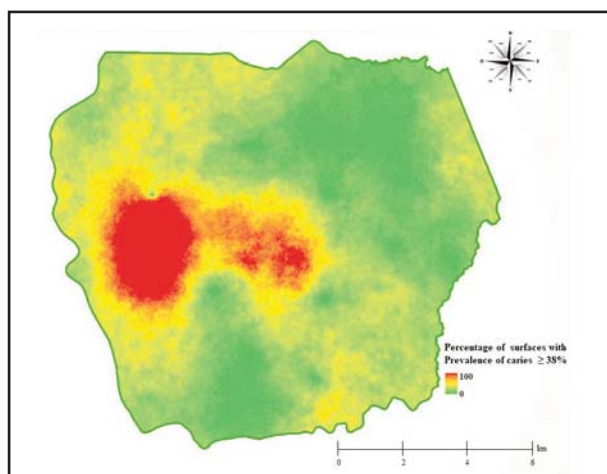 Percentage of surfaces with
Prevalence of caries ≥ 38%
100
0
km
0 2 4 6